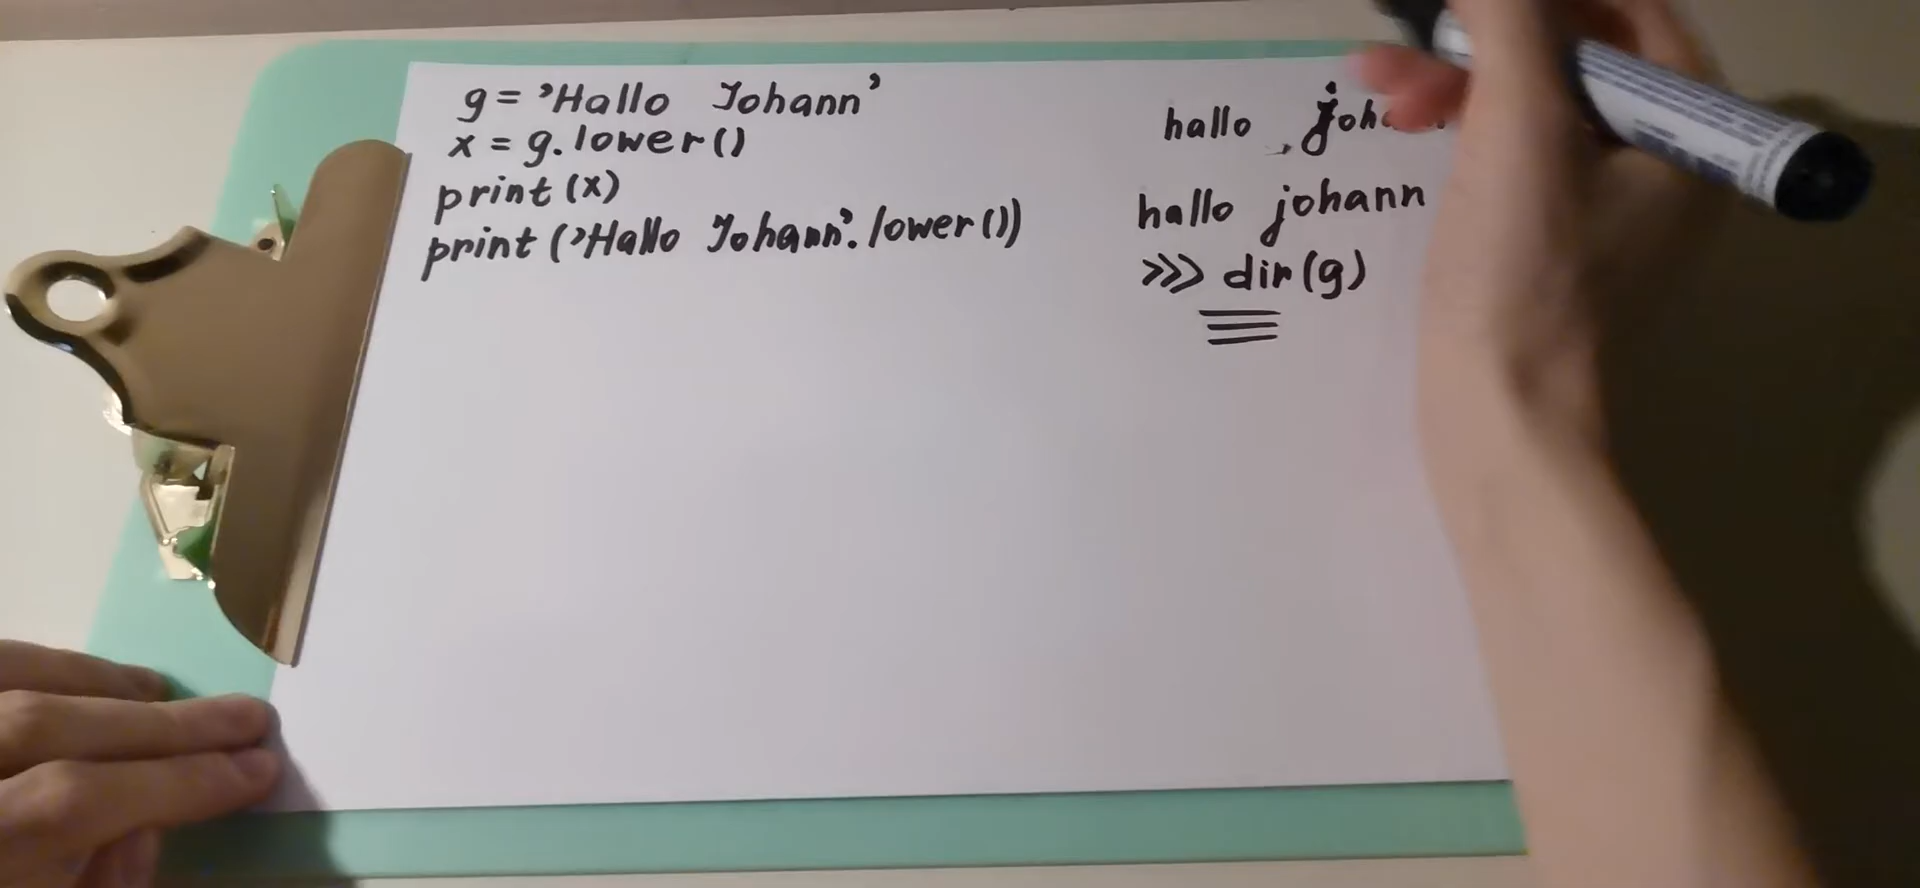 g = 'Hallo Johann'
x = g.lower()
print(x)
print('Hallo Johann'.lower())
hallo
hallo johann
>>> dir(g)